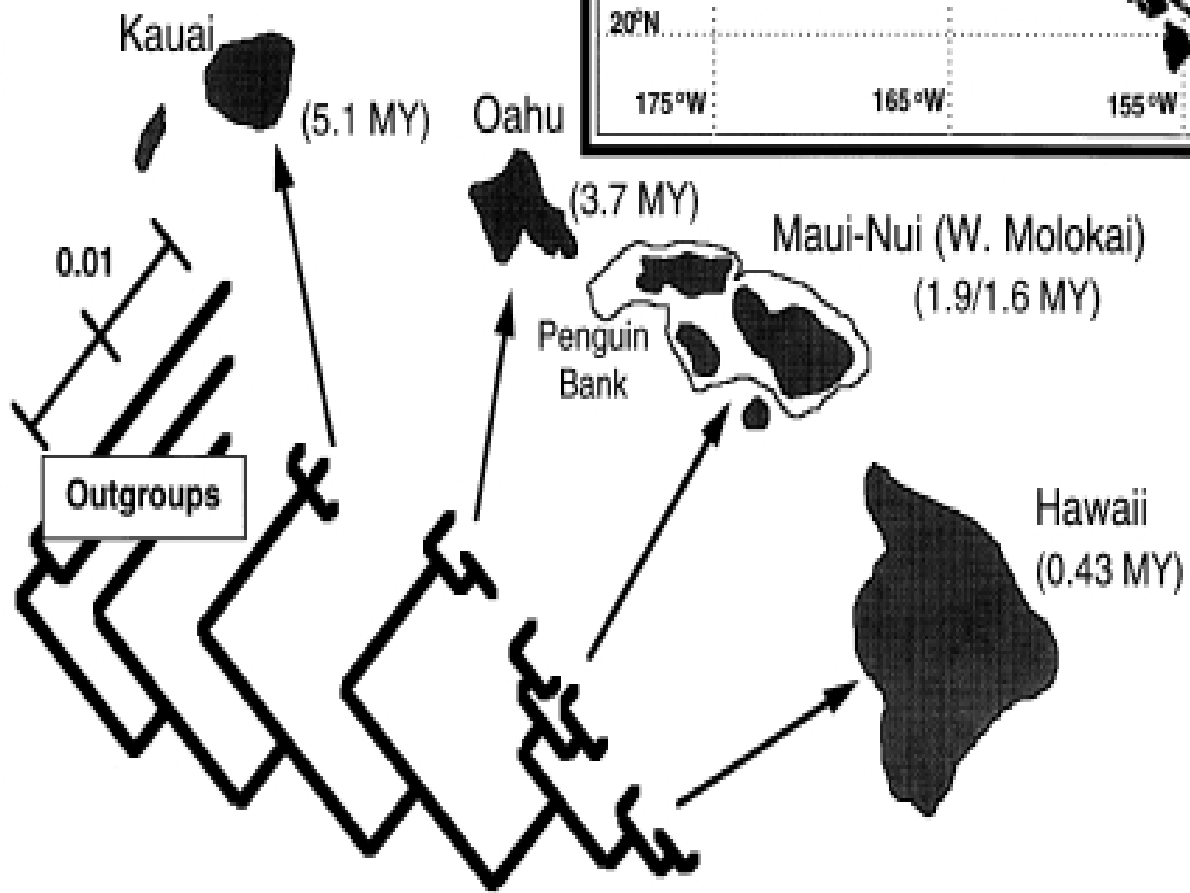 Kauai
(5.1 MY)
20°N
175°W
165°W
155°W
Oahu
(3.7 MY)
Maui-Nui (W. Molokai)
(1.9/1.6 MY)
0.01
Penguin
Bank
Outgroups
Hawaii
(0.43 MY)